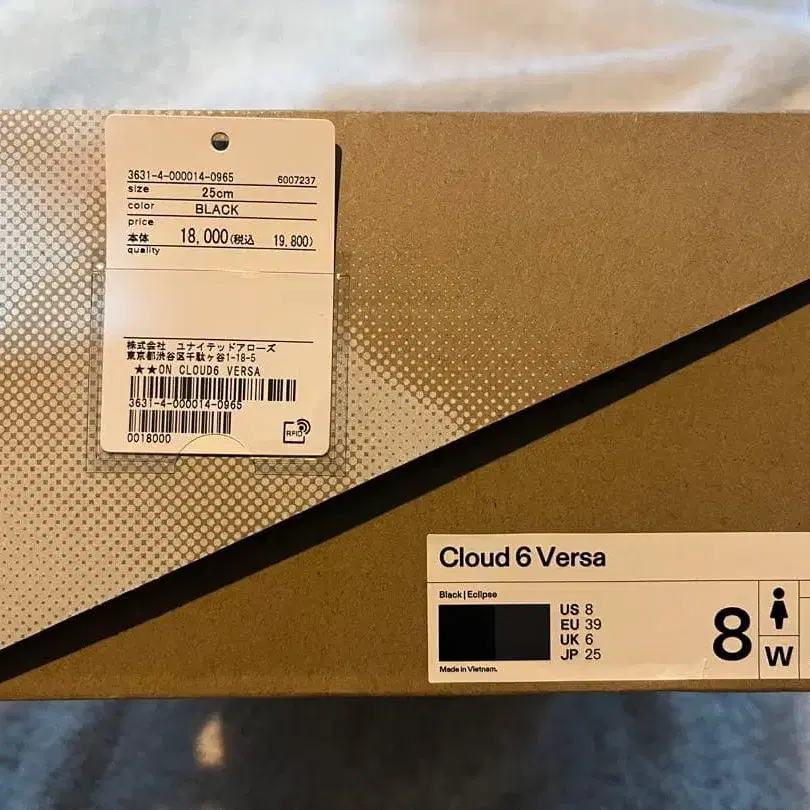 3631-4-000014-0965 6007237
size 25cm
color BLACK
price
本体 18,000(税込 19,800)
quality
株式会社 ユナイテッドアローズ
東京都渋谷区千駄ヶ谷1-18-5
★★ON CLOUD6 VERSA
3631-4-000014-0965
0018000
RFID
Cloud 6 Versa
Black | Eclipse
US 8
EU 39
UK 6
JP 25
8
W
Made in Vietnam.